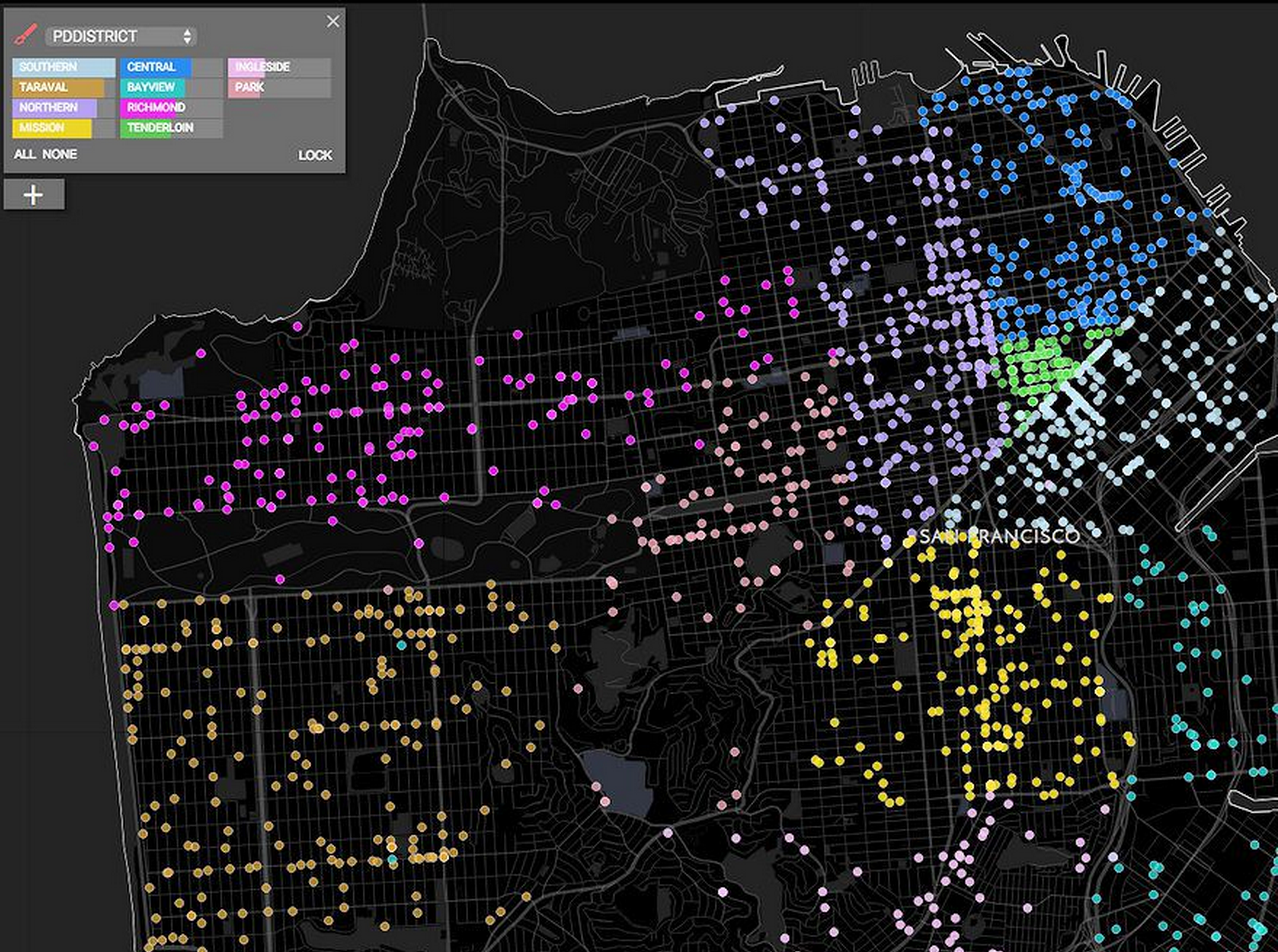 PDDISTRICT
SOUTHERN CENTRAL INGLESIDE
TARAVAL BAYVIEW PARK
NORTHERN RICHMOND
MISSION TENDERLOIN
ALL NONE LOCK
+
SAN FRANCISCO